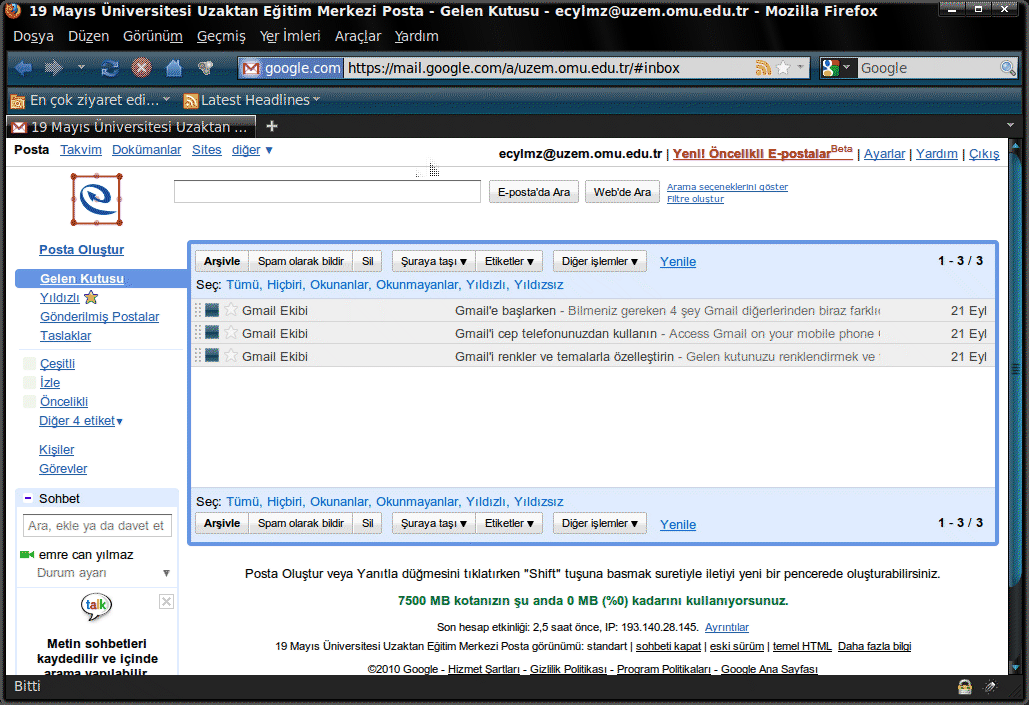 19 Mayıs Üniversitesi Uzaktan Eğitim Merkezi Posta - Gelen Kutusu - ecylmz@uzem.omu.edu.tr - Mozilla Firefox
Dosya Düzen Görünüm Geçmiş Yer İmleri Araçlar Yardım
google.com https://mail.google.com/a/uzem.omu.edu.tr/#inbox Google
En çok ziyaret edi... Latest Headlines
19 Mayıs Üniversitesi Uzaktan ...
Posta Takvim Dokümanlar Sites diğer ▼
ecylmz@uzem.omu.edu.tr | Yeni! Öncelikli E-postalar Beta | Ayarlar | Yardım | Çıkış
E-posta'da Ara Web'de Ara Arama seçeneklerini göster
Filtre oluştur
Posta Oluştur
Gelen Kutusu
Yıldızlı
Gönderilmiş Postalar
Taslaklar
Çeşitli
İzle
Öncelikli
Diğer 4 etiket▾
Kişiler
Görevler
Sohbet
Ara, ekle ya da davet et
emre can yılmaz
Durum ayarı ▼
talk
Metin sohbetleri
kaydedilir ve içinde
arama yapılabilir
Arşivle Spam olarak bildir Sil Şuraya taşı ▼ Etiketler ▼ Diğer işlemler ▼ Yenile 1 - 3 / 3
Seç: Tümü, Hiçbiri, Okunanlar, Okunmayanlar, Yıldızlı, Yıldızsız
Gmail Ekibi Gmail'e başlarken - Bilmeniz gereken 4 şey Gmail diğerlerinden biraz farklı 21 Eyl
Gmail Ekibi Gmail'i cep telefonunuzdan kullanın - Access Gmail on your mobile phone 21 Eyl
Gmail Ekibi Gmail'i renkler ve temalarla özelleştirin - Gelen kutunuzu renklendirmek ve 21 Eyl
Seç: Tümü, Hiçbiri, Okunanlar, Okunmayanlar, Yıldızlı, Yıldızsız
Arşivle Spam olarak bildir Sil Şuraya taşı ▼ Etiketler ▼ Diğer işlemler ▼ Yenile 1 - 3 / 3
Posta Oluştur veya Yanıtla düğmesini tıklatırken "Shift" tuşuna basmak suretiyle iletiyi yeni bir pencerede oluşturabilirsiniz.
7500 MB kotanızın şu anda 0 MB (%0) kadarını kullanıyorsunuz.
Son hesap etkinliği: 2,5 saat önce, IP: 193.140.28.145. Ayrıntılar
19 Mayıs Üniversitesi Uzaktan Eğitim Merkezi Posta görünümü: standart | sohbeti kapat | eski sürüm | temel HTML Daha fazla bilgi
©2010 Google - Hizmet Şartları - Gizlilik Politikası - Program Politikaları - Google Ana Sayfası
Bitti